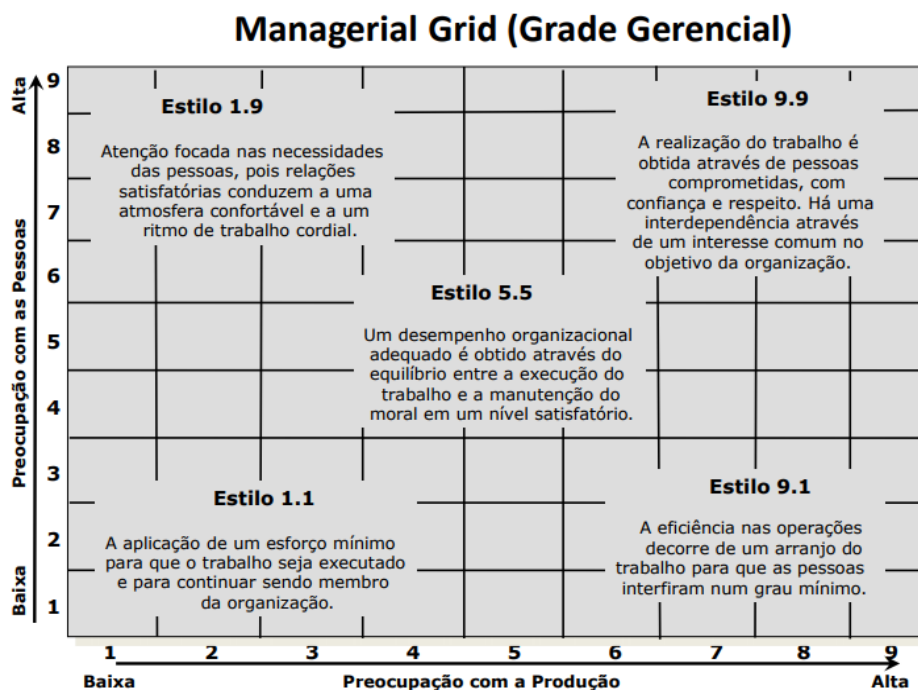 Managerial Grid (Grade Gerencial)
Alta
Preocupação com as Pessoas
Baixa
9
8
7
6
5
4
3
2
1
Estilo 1.9
Atenção focada nas necessidades
das pessoas, pois relações
satisfatórias conduzem a uma
atmosfera confortável e a um
ritmo de trabalho cordial.
Estilo 9.9
A realização do trabalho é
obtida através de pessoas
comprometidas, com
confiança e respeito. Há uma
interdependência através
de um interesse comum no
objetivo da organização.
Estilo 5.5
Um desempenho organizacional
adequado é obtido através do
equilíbrio entre a execução do
trabalho e a manutenção do
moral em um nível satisfatório.
Estilo 1.1
A aplicação de um esforço mínimo
para que o trabalho seja executado
e para continuar sendo membro
da organização.
Estilo 9.1
A eficiência nas operações
decorre de um arranjo do
trabalho para que as pessoas
interfiram num grau mínimo.
1 2 3 4 5 6 7 8 9
Baixa Preocupação com a Produção Alta